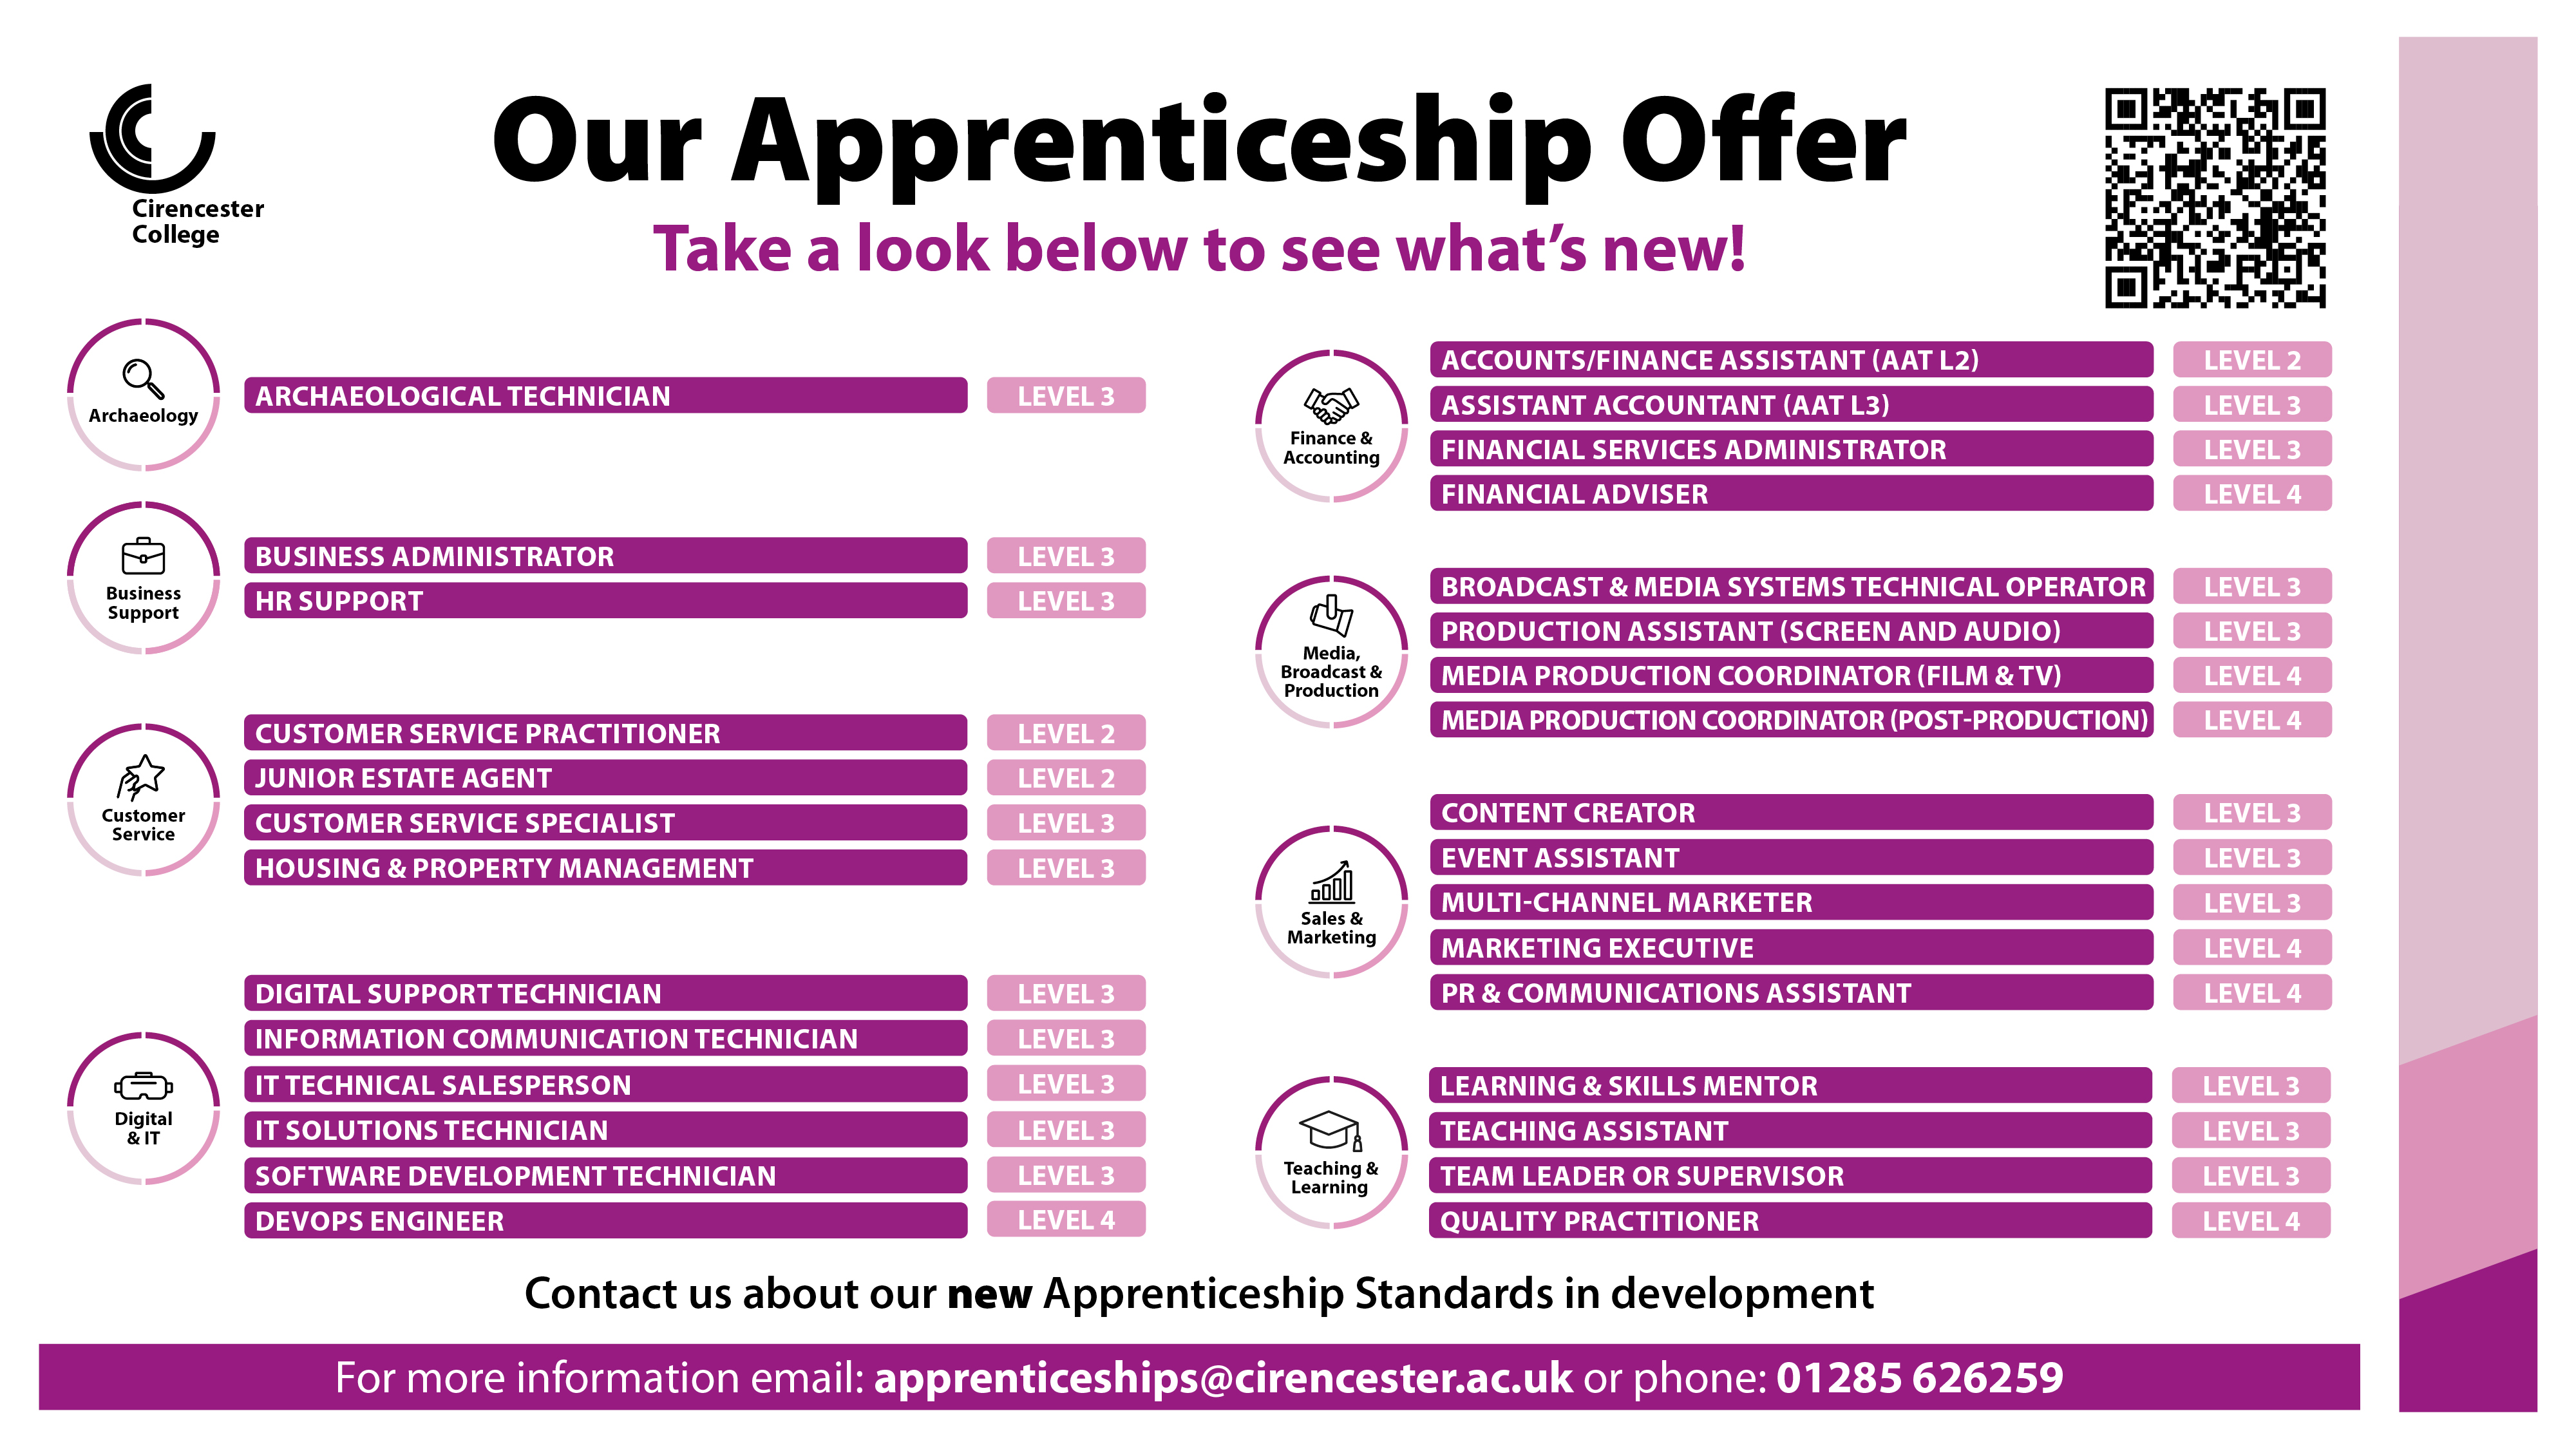 Cirencester
College
Our Apprenticeship Offer
Take a look below to see what's new!
Archaeology
ARCHAEOLOGICAL TECHNICIAN LEVEL 3
Business
Support
BUSINESS ADMINISTRATOR LEVEL 3
HR SUPPORT LEVEL 3
Customer
Service
CUSTOMER SERVICE PRACTITIONER LEVEL 2
JUNIOR ESTATE AGENT LEVEL 2
CUSTOMER SERVICE SPECIALIST LEVEL 3
HOUSING & PROPERTY MANAGEMENT LEVEL 3
Digital
& IT
DIGITAL SUPPORT TECHNICIAN LEVEL 3
INFORMATION COMMUNICATION TECHNICIAN LEVEL 3
IT TECHNICAL SALESPERSON LEVEL 3
IT SOLUTIONS TECHNICIAN LEVEL 3
SOFTWARE DEVELOPMENT TECHNICIAN LEVEL 3
DEVOPS ENGINEER LEVEL 4
Finance &
Accounting
ACCOUNTS/FINANCE ASSISTANT (AAT L2) LEVEL 2
ASSISTANT ACCOUNTANT (AAT L3) LEVEL 3
FINANCIAL SERVICES ADMINISTRATOR LEVEL 3
FINANCIAL ADVISER LEVEL 4
Media,
Broadcast &
Production
BROADCAST & MEDIA SYSTEMS TECHNICAL OPERATOR LEVEL 3
PRODUCTION ASSISTANT (SCREEN AND AUDIO) LEVEL 3
MEDIA PRODUCTION COORDINATOR (FILM & TV) LEVEL 4
MEDIA PRODUCTION COORDINATOR (POST-PRODUCTION) LEVEL 4
Sales &
Marketing
CONTENT CREATOR LEVEL 3
EVENT ASSISTANT LEVEL 3
MULTI-CHANNEL MARKETER LEVEL 3
MARKETING EXECUTIVE LEVEL 4
PR & COMMUNICATIONS ASSISTANT LEVEL 4
Teaching &
Learning
LEARNING & SKILLS MENTOR LEVEL 3
TEACHING ASSISTANT LEVEL 3
TEAM LEADER OR SUPERVISOR LEVEL 3
QUALITY PRACTITIONER LEVEL 4
Contact us about our new Apprenticeship Standards in development
For more information email: apprenticeships@cirencester.ac.uk or phone: 01285 626259